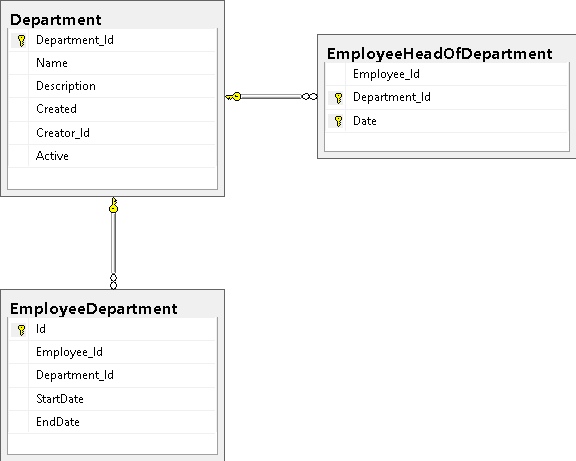 Department
Department_Id
Name
Description
Created
Creator_Id
Active
EmployeeHeadOfDepartment
Employee_Id
Department_Id
Date
EmployeeDepartment
Id
Employee_Id
Department_Id
StartDate
EndDate